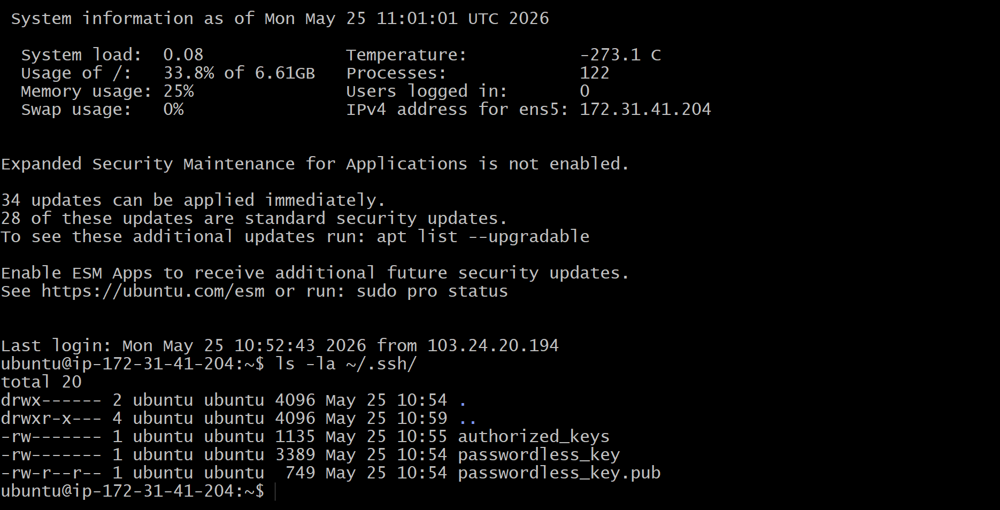 System information as of Mon May 25 11:01:01 UTC 2026
System load:  0.08               Temperature:           -273.1 C
Usage of /:   33.8% of 6.61GB   Processes:             122
Memory usage: 25%               Users logged in:       0
Swap usage:   0%                IPv4 address for ens5: 172.31.41.204
Expanded Security Maintenance for Applications is not enabled.
34 updates can be applied immediately.
28 of these updates are standard security updates.
To see these additional updates run: apt list --upgradable
Enable ESM Apps to receive additional future security updates.
See https://ubuntu.com/esm or run: sudo pro status
Last login: Mon May 25 10:52:43 2026 from 103.24.20.194
ubuntu@ip-172-31-41-204:~$ ls -la ~/.ssh/
total 20
drwx------ 2 ubuntu ubuntu 4096 May 25 10:54 .
drwxr-x--- 4 ubuntu ubuntu 4096 May 25 10:59 ..
-rw------- 1 ubuntu ubuntu 1135 May 25 10:55 authorized_keys
-rw------- 1 ubuntu ubuntu 3389 May 25 10:54 passwordless_key
-rw-r--r-- 1 ubuntu ubuntu  749 May 25 10:54 passwordless_key.pub
ubuntu@ip-172-31-41-204:~$